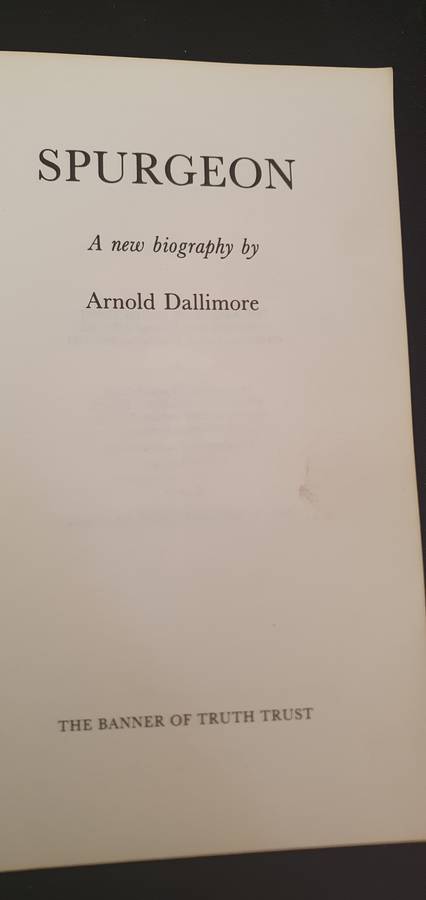 SPURGEON
A new biography by
Arnold Dallimore
THE BANNER OF TRUTH TRUST